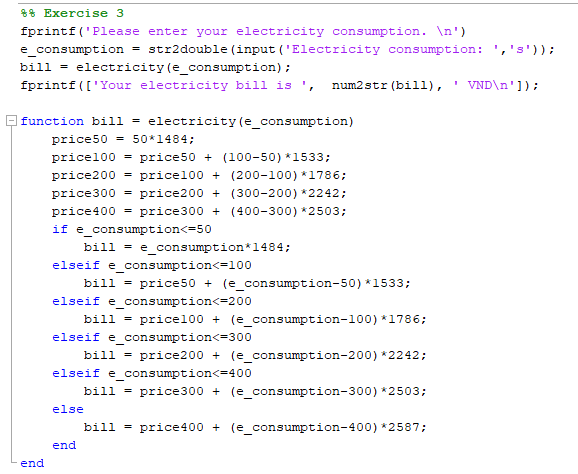 %% Exercise 3
fprintf('Please enter your electricity consumption. \n')
e_consumption = str2double(input('Electricity consumption: ','s'));
bill = electricity(e_consumption);
fprintf(['Your electricity bill is ',  num2str(bill), ' VND\n']);

function bill = electricity(e_consumption)
    price50 = 50*1484;
    price100 = price50 + (100-50)*1533;
    price200 = price100 + (200-100)*1786;
    price300 = price200 + (300-200)*2242;
    price400 = price300 + (400-300)*2503;
    if e_consumption<=50
        bill = e_consumption*1484;
    elseif e_consumption<=100
        bill = price50 + (e_consumption-50)*1533;
    elseif e_consumption<=200
        bill = price100 + (e_consumption-100)*1786;
    elseif e_consumption<=300
        bill = price200 + (e_consumption-200)*2242;
    elseif e_consumption<=400
        bill = price300 + (e_consumption-300)*2503;
    else
        bill = price400 + (e_consumption-400)*2587;
    end
end